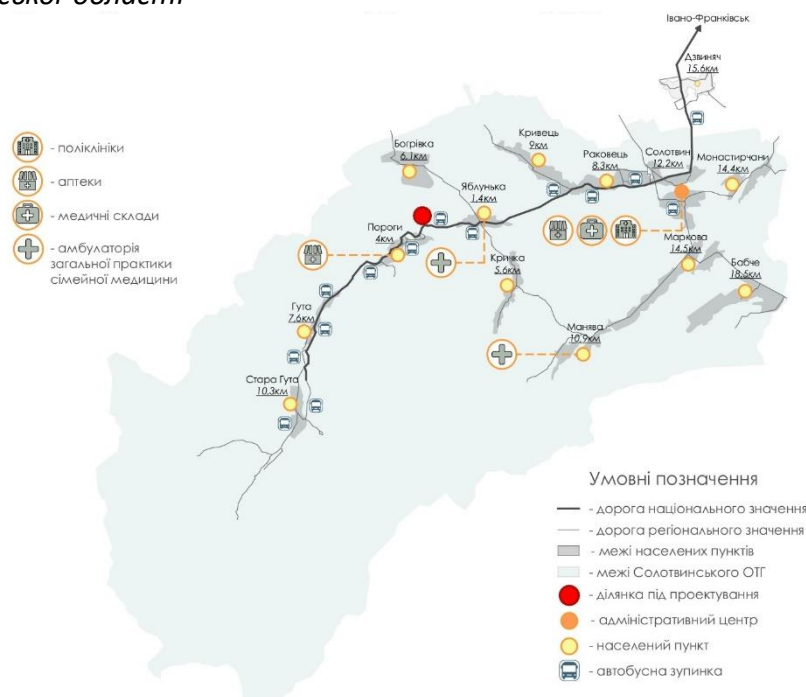 ської області
Івано-Франківськ
Дзвиняч
15.6км
Богрівка
6.1км
Кривець
9км
Раковець
8.3км
Солотвин
12.2км
Монастирчани
14.4км
Яблунька
1.4км
Пороги
4км
Маркова
14.5км
Бабче
18.5км
Кричка
5.6км
Гута
7.6км
Манява
10.9км
Стара Гута
10.3км
- поліклініки
- аптеки
- медичні склади
- амбулаторія
загальної практики
сімейної медицини
Умовні позначення
- дорога національного значення
- дорога регіонального значення
- межі населених пунктів
- межі Солотвинського ОТГ
- ділянка під проектування
- адміністративний центр
- населений пункт
- автобусна зупинка